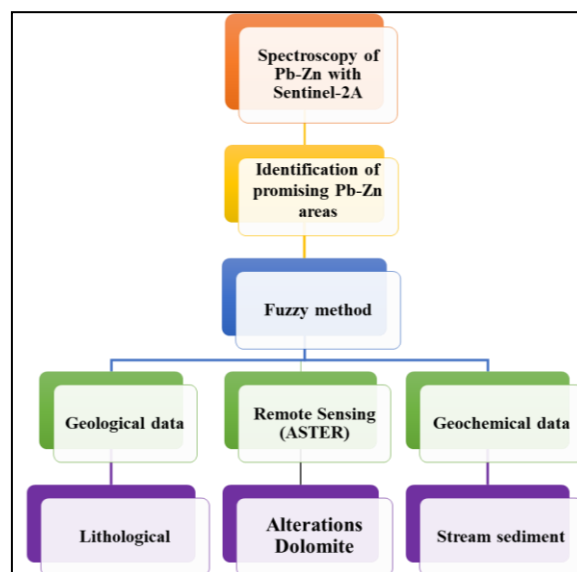 Spectroscopy of
Pb-Zn with
Sentinel-2A
Identification of
promising Pb-Zn
areas
Fuzzy method
Geological data
Remote Sensing
(ASTER)
Geochemical data
Lithological
Alterations
Dolomite
Stream sediment